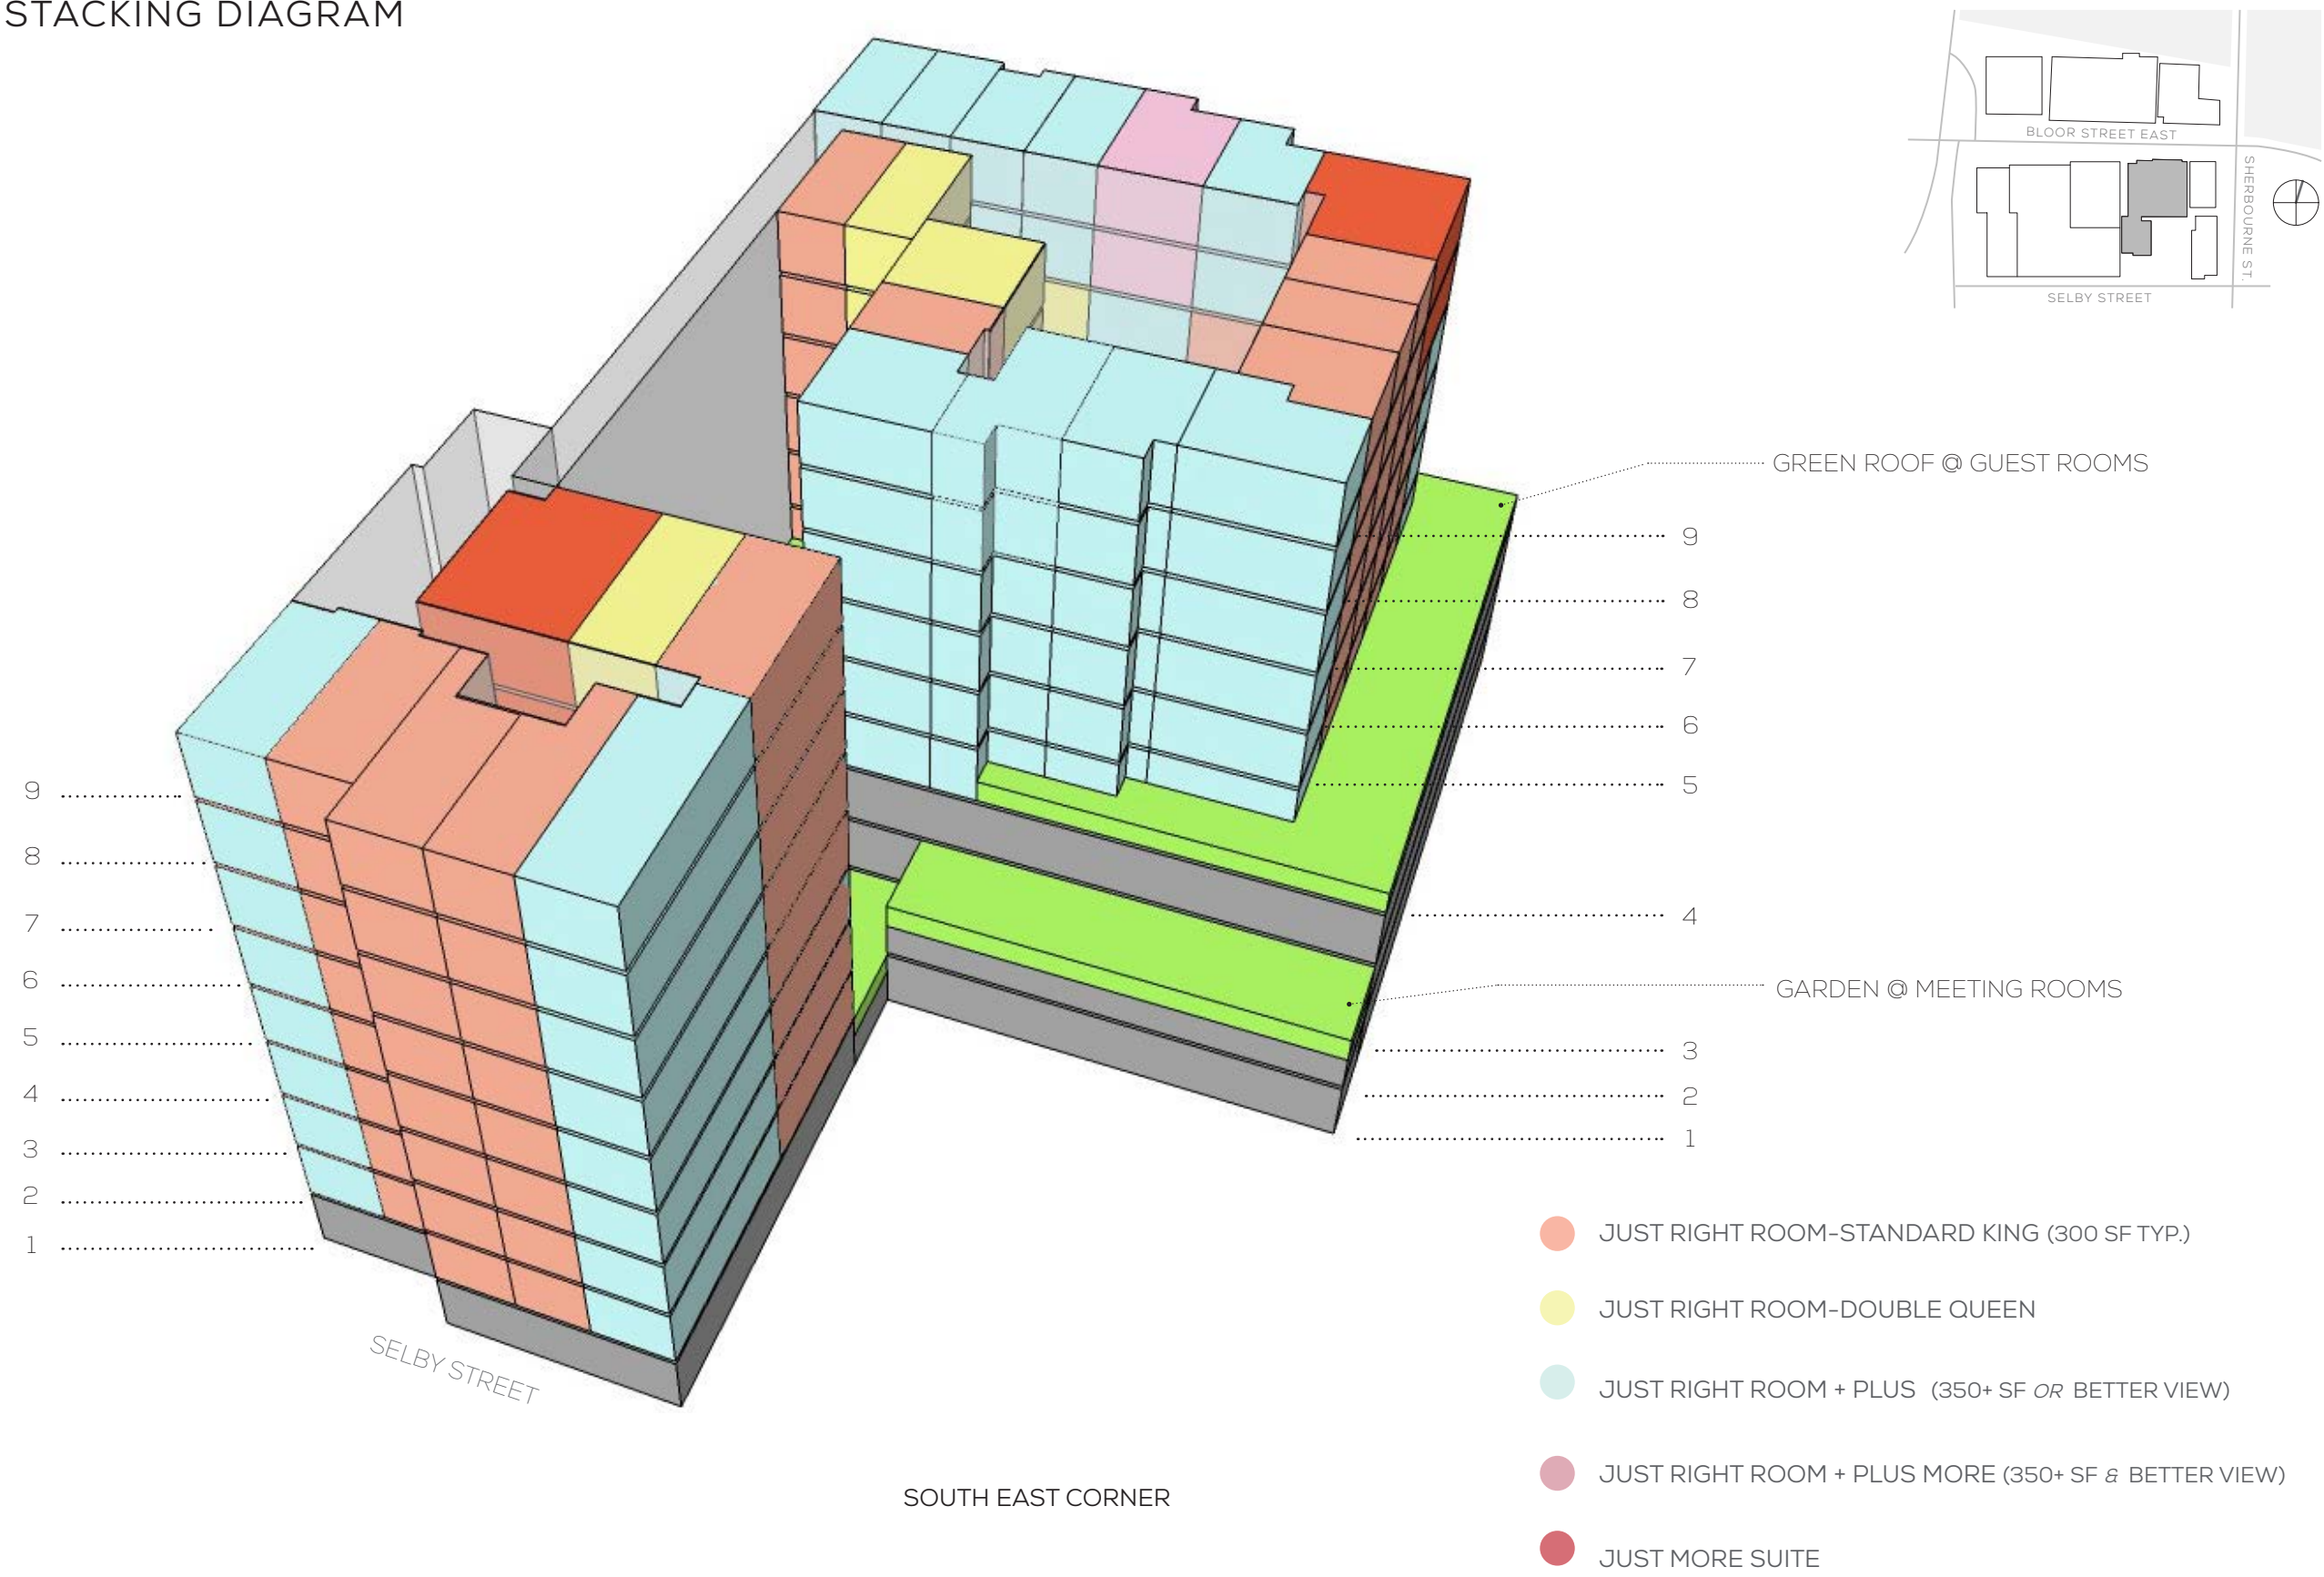 STACKING DIAGRAM
BLOOR STREET EAST
SHERBOURNE ST.
SELBY STREET
GREEN ROOF @ GUEST ROOMS
9
8
7
6
5
4
GARDEN @ MEETING ROOMS
3
2
1
9
8
7
6
5
4
3
2
1
SELBY STREET
JUST RIGHT ROOM-STANDARD KING (300 SF TYP.)
JUST RIGHT ROOM-DOUBLE QUEEN
JUST RIGHT ROOM + PLUS (350+ SF OR BETTER VIEW)
JUST RIGHT ROOM + PLUS MORE (350+ SF & BETTER VIEW)
JUST MORE SUITE
SOUTH EAST CORNER